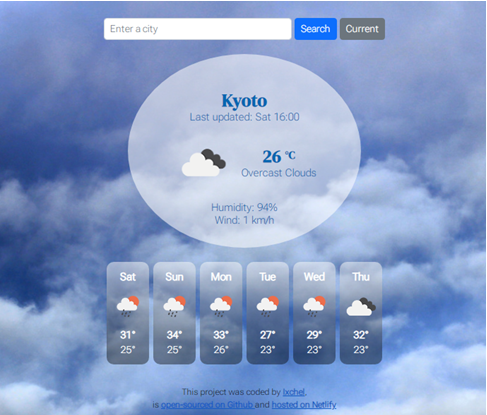 Enter a city Search Current
Kyoto
Last updated: Sat 16:00
26 °C
Overcast Clouds
Humidity: 94%
Wind: 1 km/h
Sat Sun Mon Tue Wed Thu
31° 34° 33° 27° 29° 32°
25° 25° 26° 23° 23° 23°
This project was coded by Ixchel,
is open-sourced on Github and hosted on Netlify